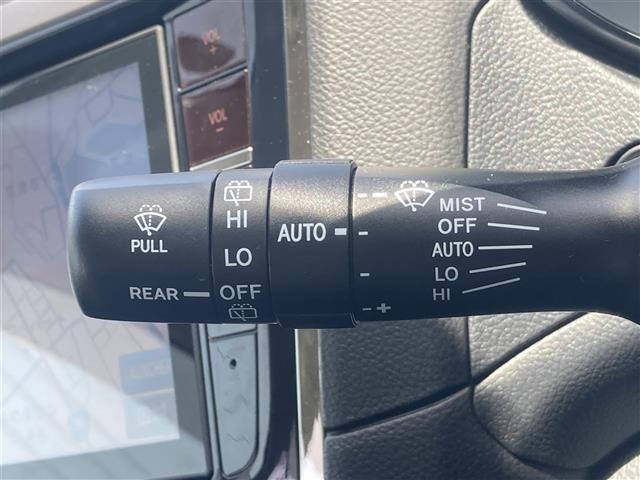 VOL
+
VOL
−
PULL
REAR
HI
LO
OFF
AUTO
- +
MIST
OFF
AUTO
LO
HI